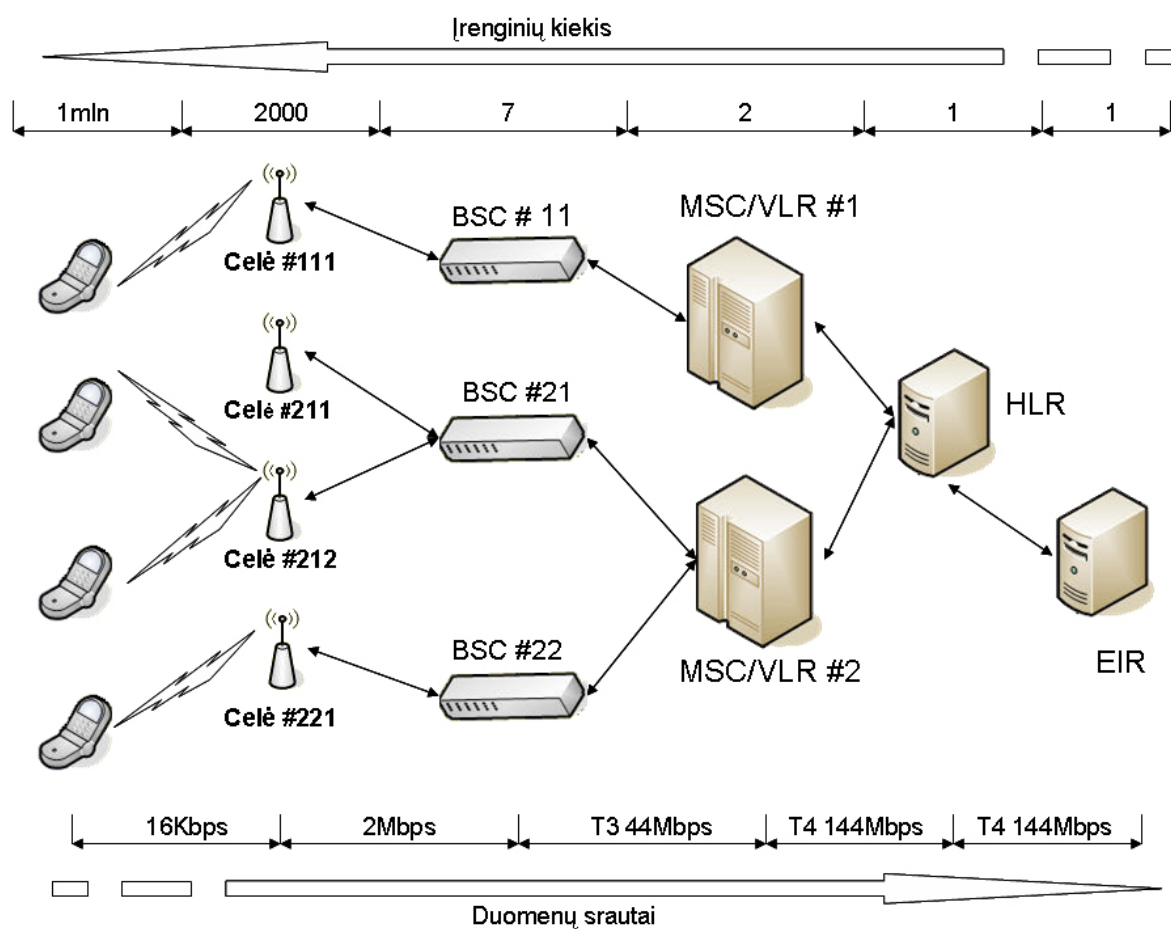 Įrenginių kiekis
1mln 2000 7 2 1 1
BSC # 11
MSC/VLR #1
Celė #111
BSC #21
HLR
Celė #211
Celė #212
BSC #22
MSC/VLR #2
EIR
Celė #221
16Kbps 2Mbps T3 44Mbps T4 144Mbps T4 144Mbps
Duomenų srautai